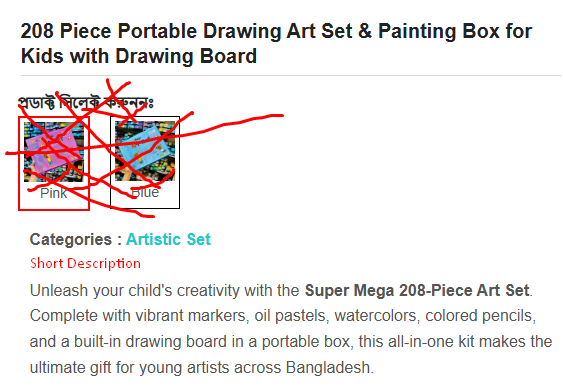 208 Piece Portable Drawing Art Set & Painting Box for
Kids with Drawing Board
প্রডাক্ট সিলেক্ট করুনঃ
Pink
Blue
Categories : Artistic Set
Short Description
Unleash your child's creativity with the Super Mega 208-Piece Art Set.
Complete with vibrant markers, oil pastels, watercolors, colored pencils,
and a built-in drawing board in a portable box, this all-in-one kit makes the
ultimate gift for young artists across Bangladesh.